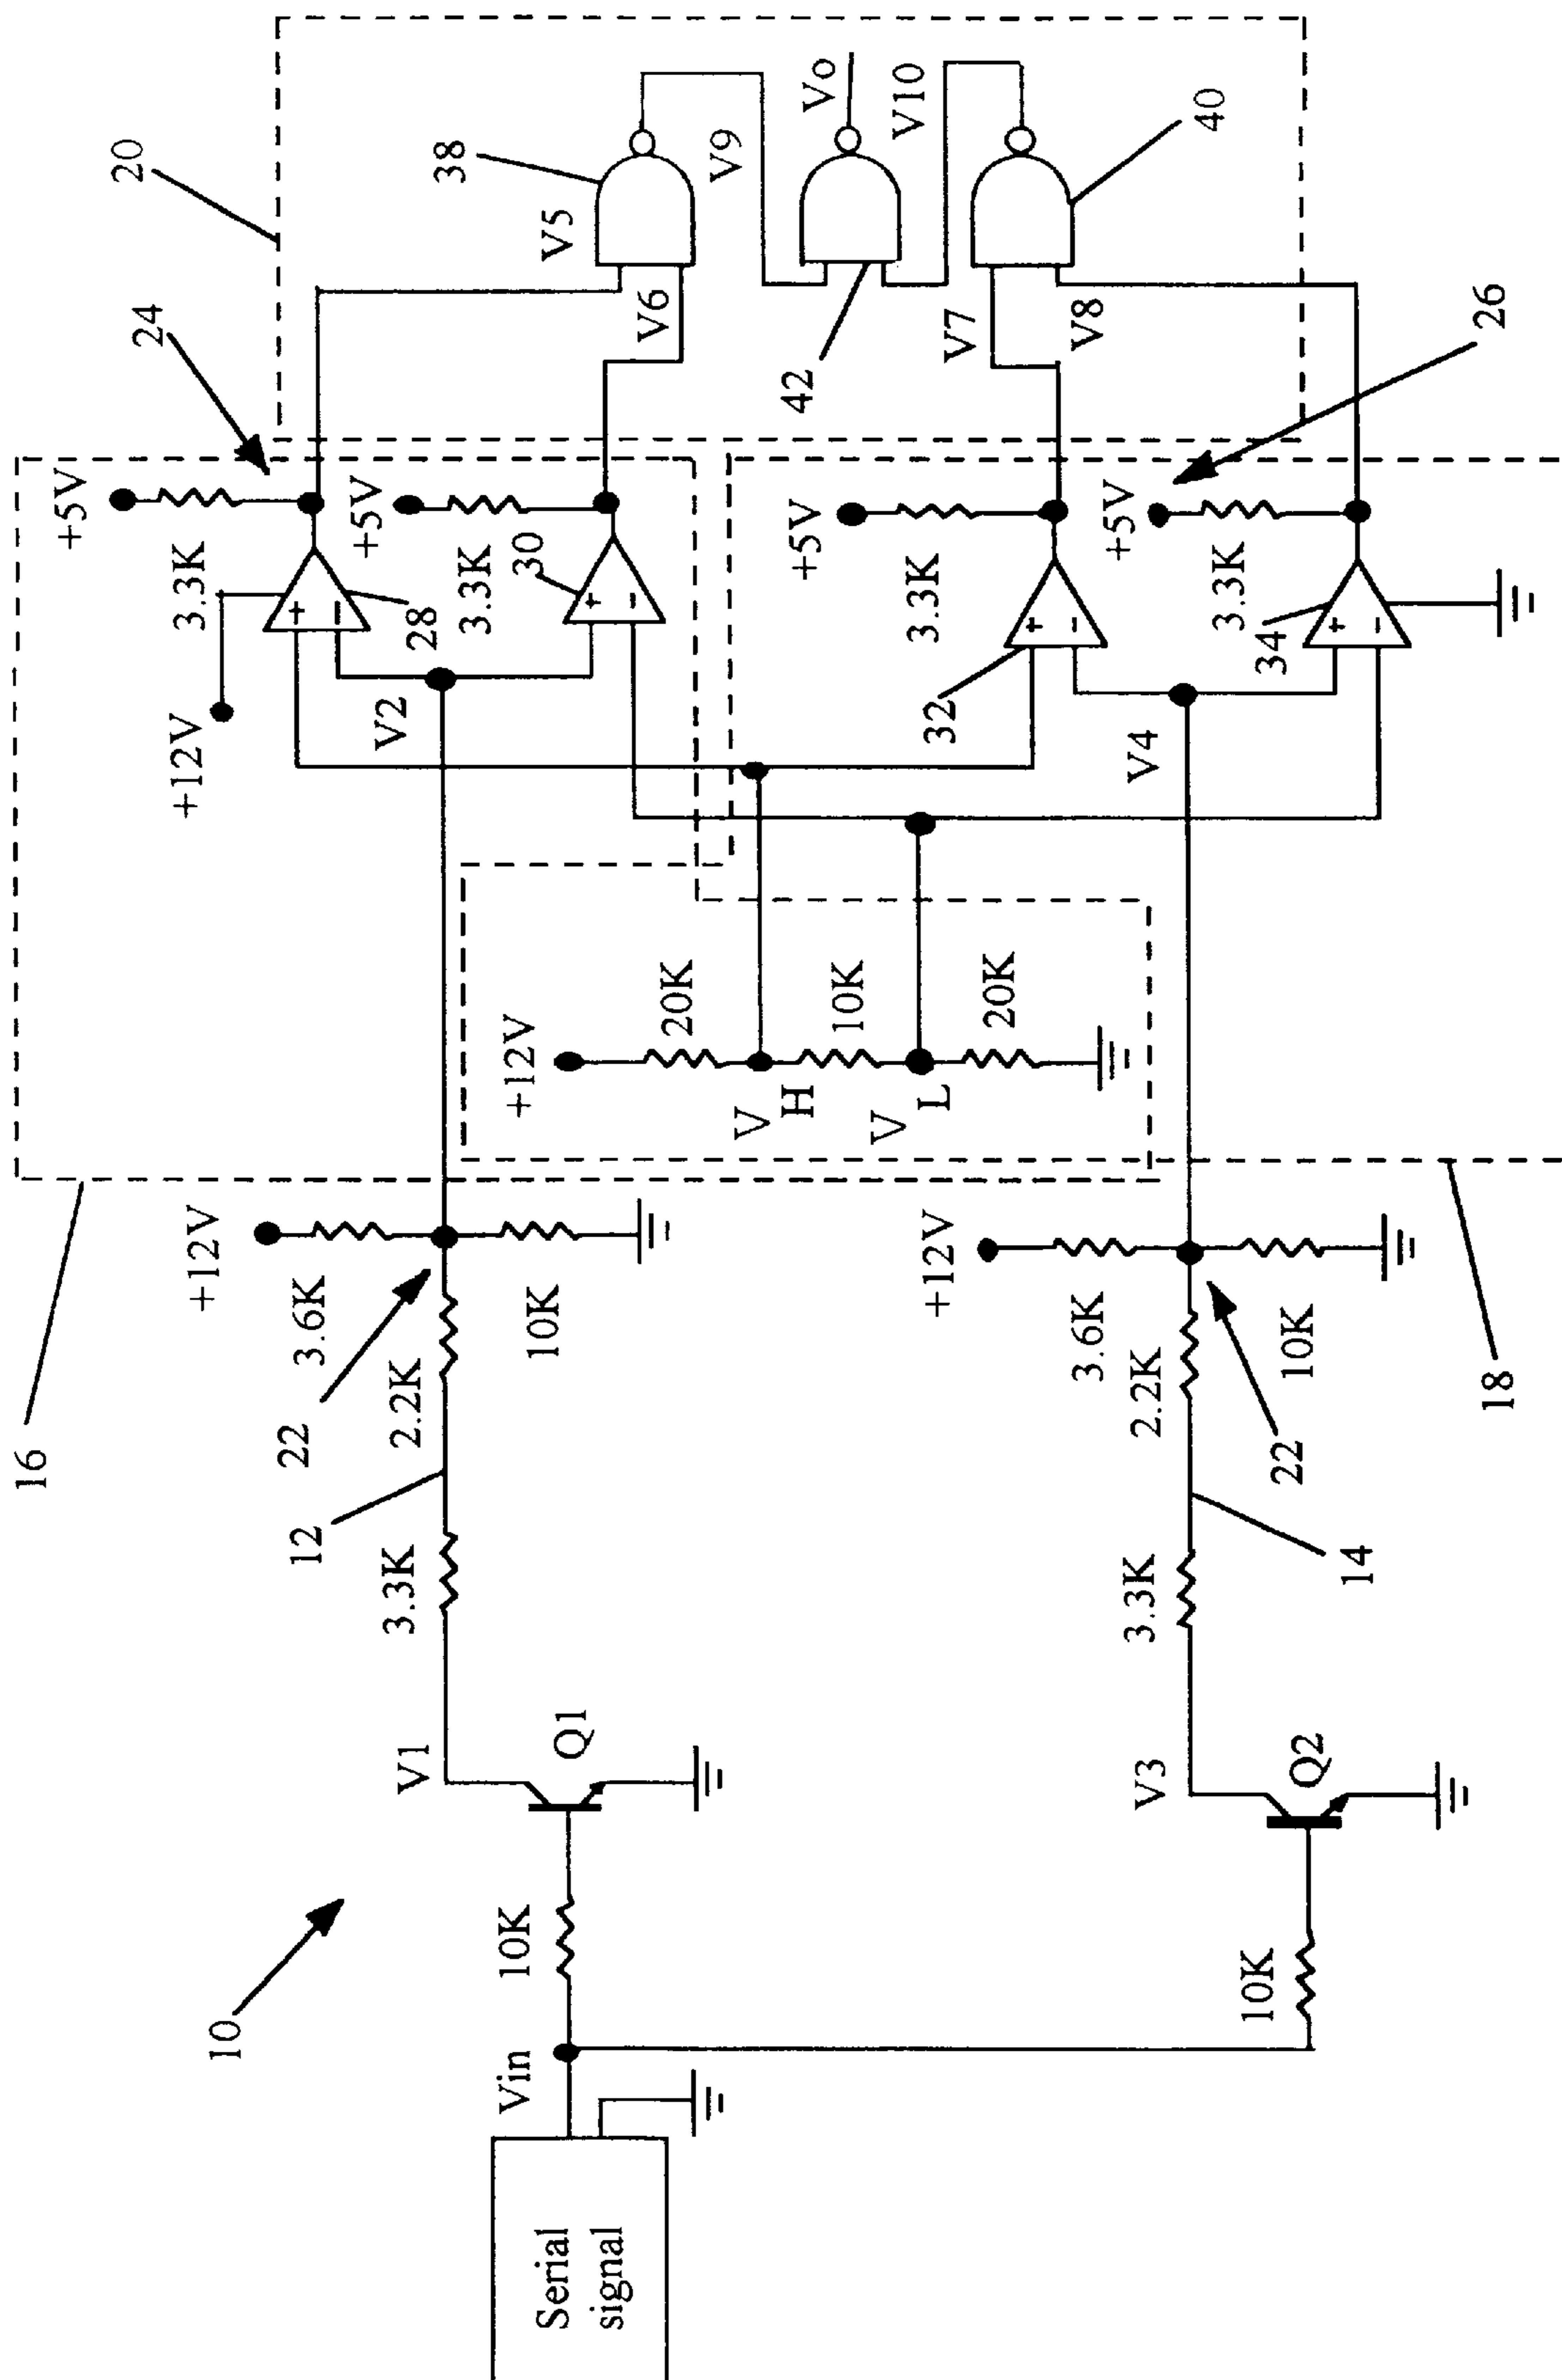 10
16
20
24
+5V
+12V
3.3K
28
+5V
3.3K
30
V2
V5
38
V6
V9
Vo
V10
42
V7
V8
40
26
+12V
3.6K
22
2.2K
10K
12
3.3K
V1
Q1
10K
Vin
Serial
signal
+12V
20K
V
H
10K
V
L
20K
+5V
3.3K
32
+5V
3.3K
34
V4
+12V
3.6K
2.2K
10K
22
18
14
3.3K
V3
Q2
10K
+
-
+
-
+
-
+
-